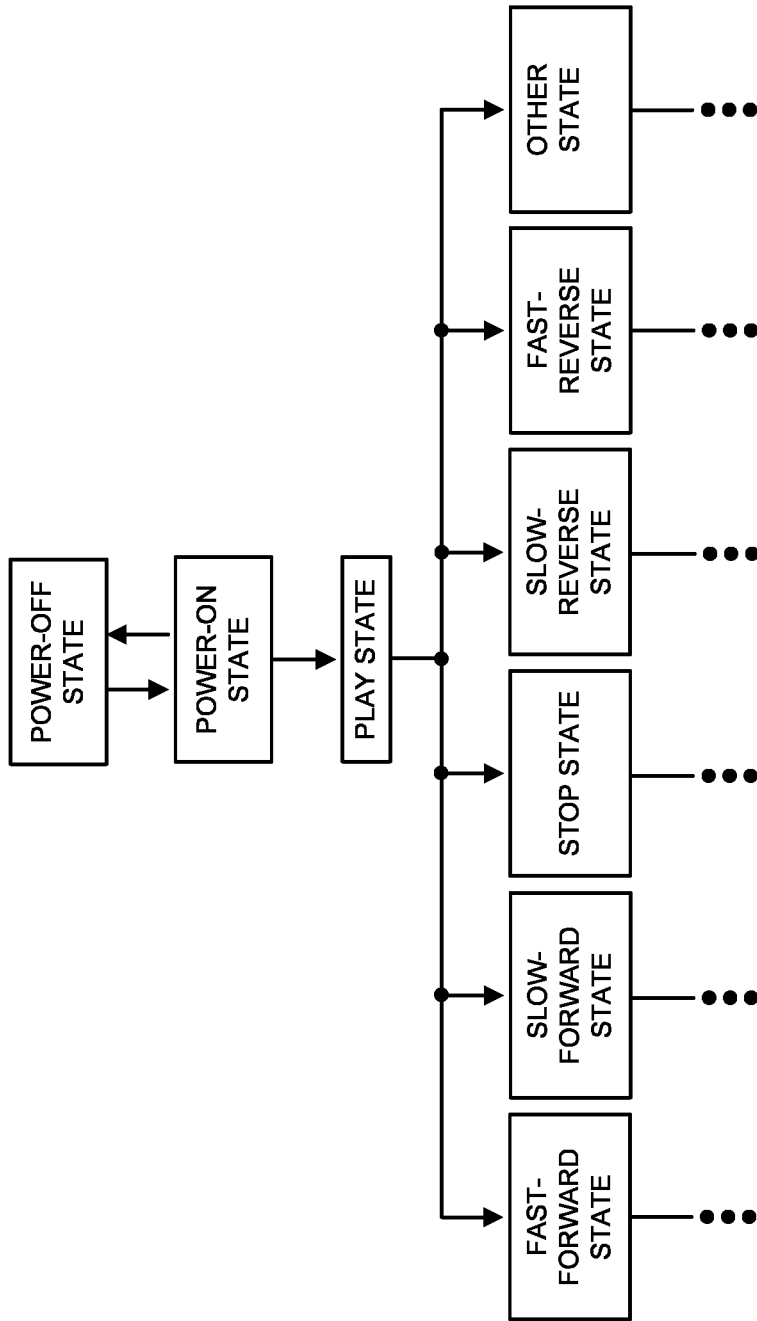 POWER-OFF
STATE
POWER-ON
STATE
PLAY STATE
FAST-
FORWARD
STATE
SLOW-
FORWARD
STATE
STOP STATE
SLOW-
REVERSE
STATE
FAST-
REVERSE
STATE
OTHER
STATE